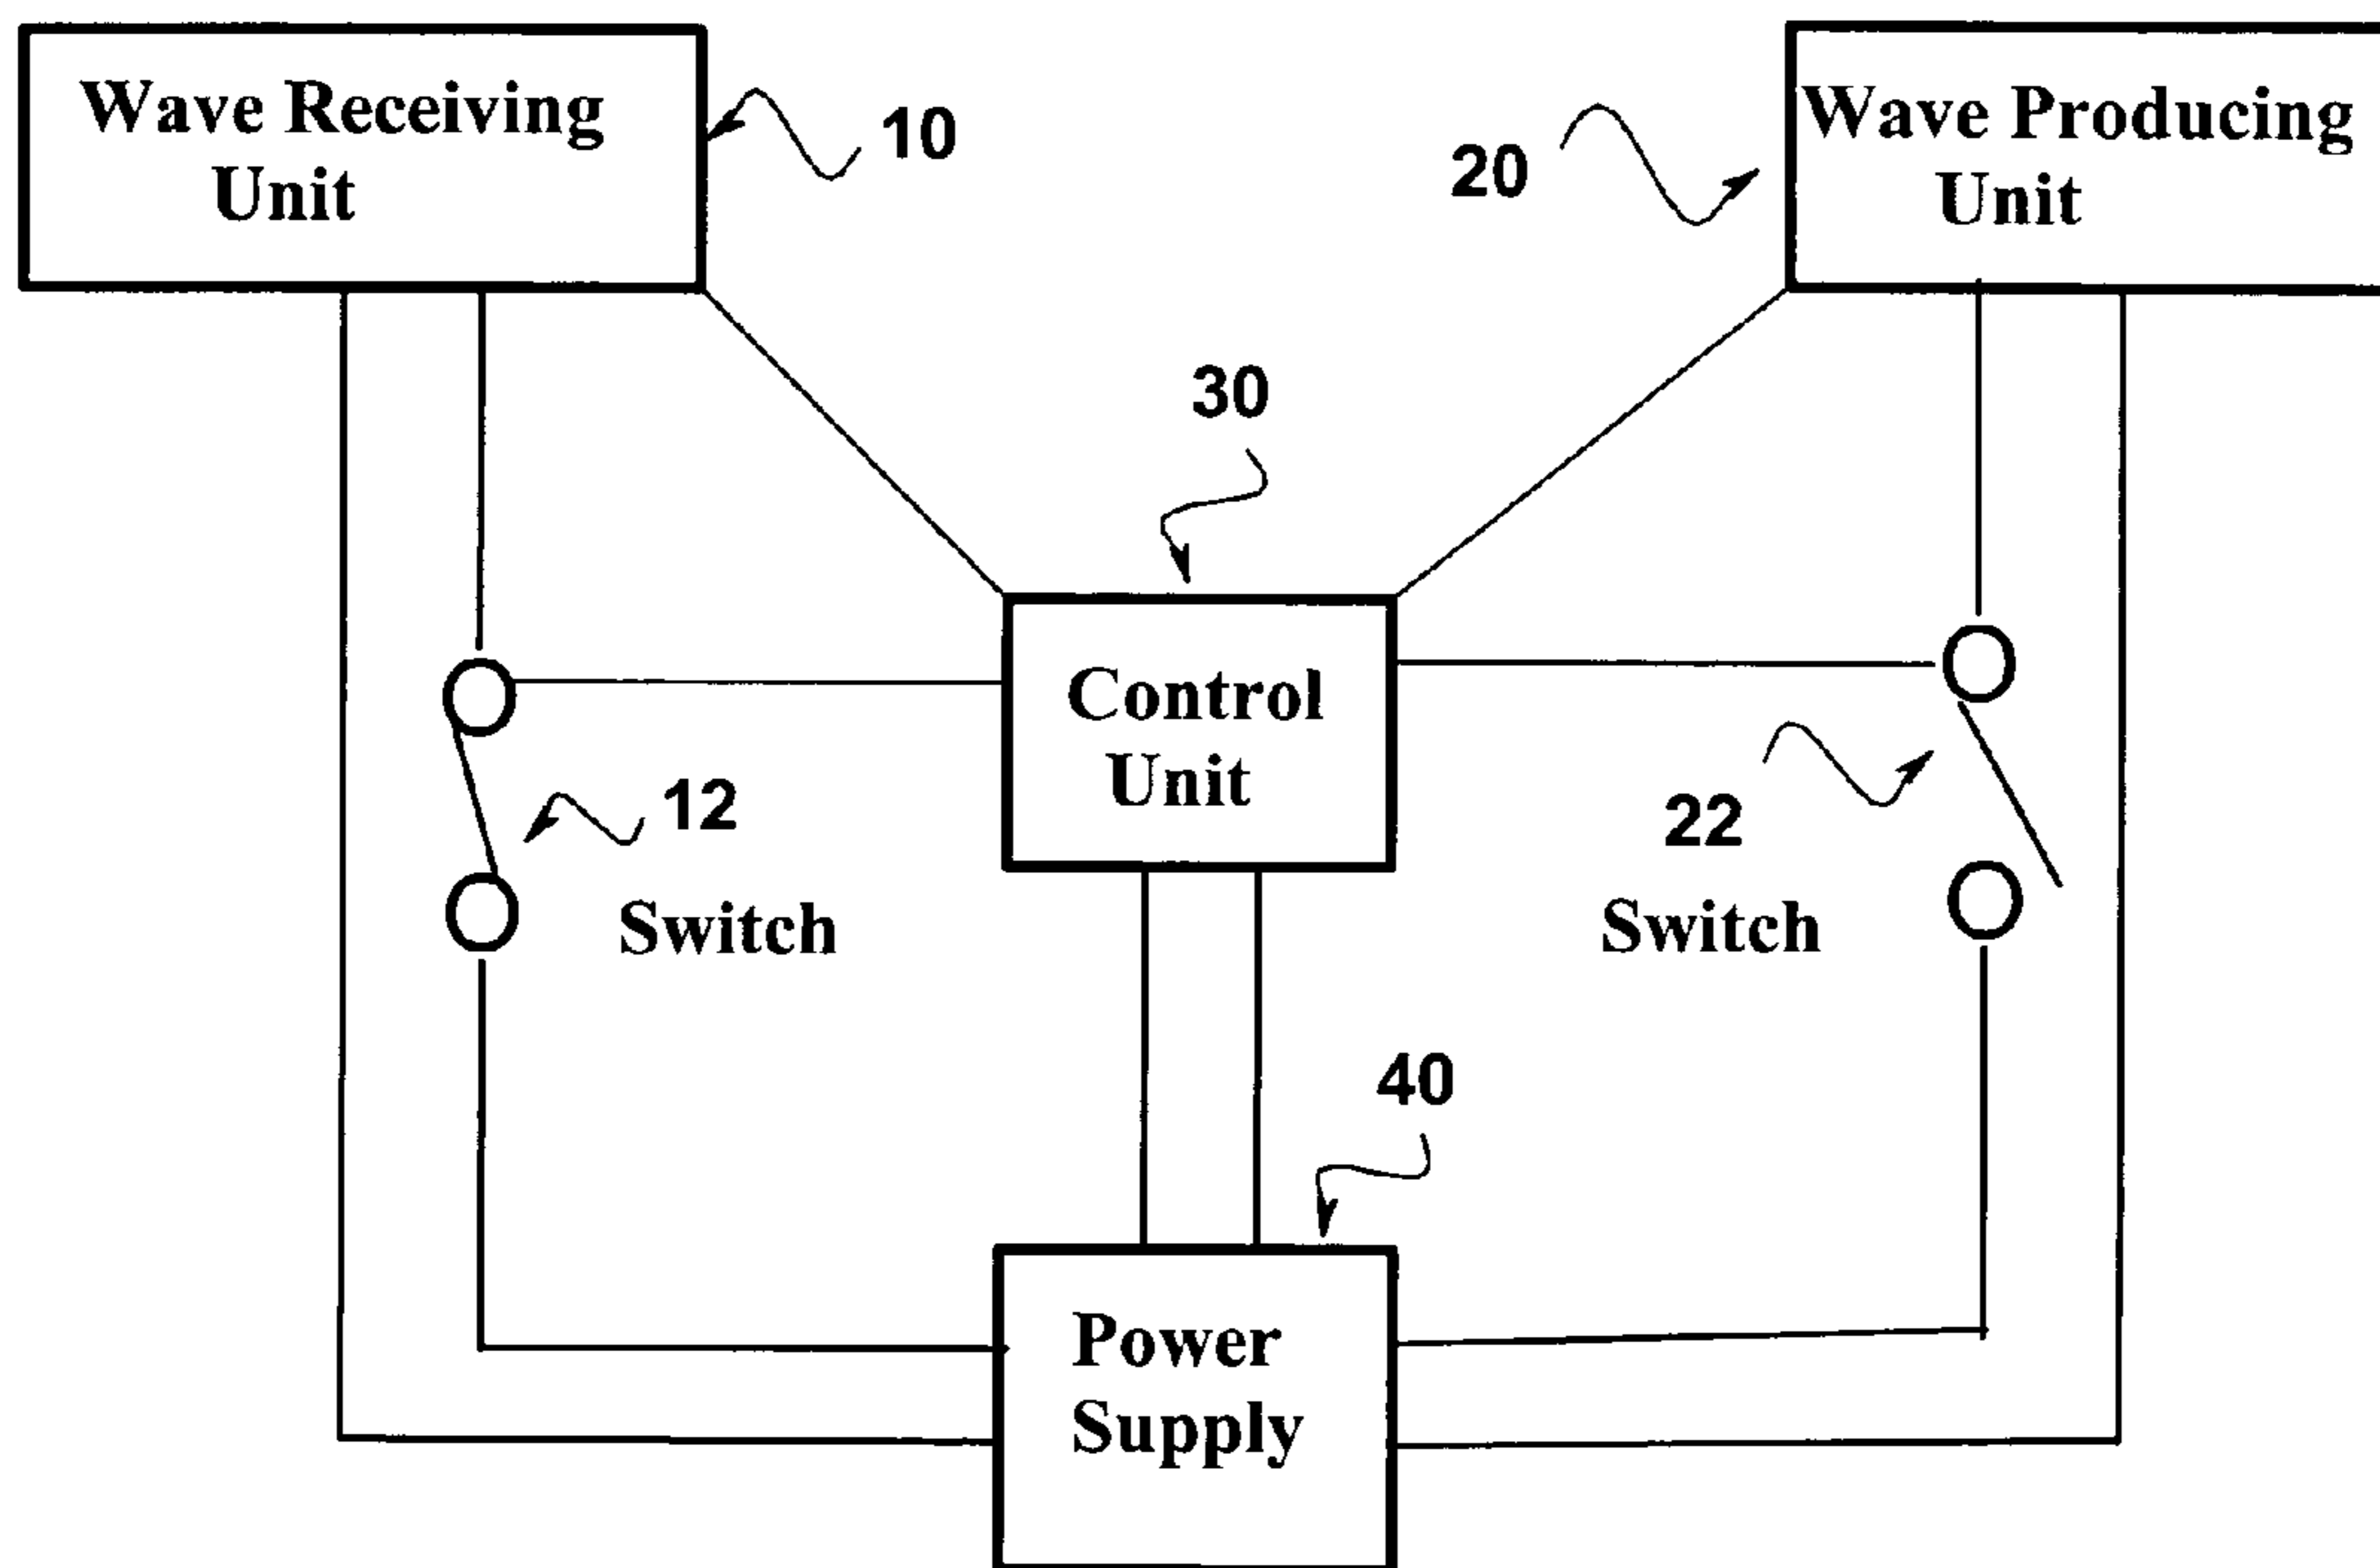 Wave Receiving
Unit
10
20
Wave Producing
Unit
30
Control
Unit
12
Switch
22
Switch
40
Power
Supply